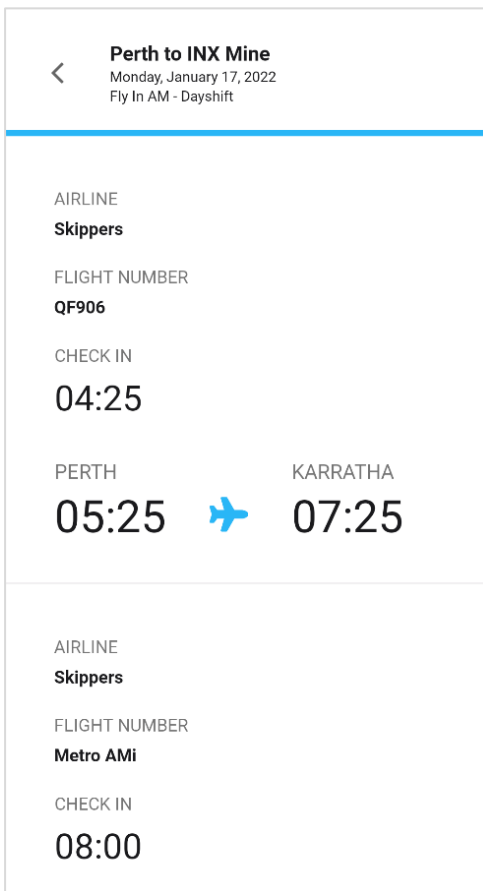 Perth to INX Mine
Monday, January 17, 2022
Fly In AM - Dayshift
AIRLINE
Skippers
FLIGHT NUMBER
QF906
CHECK IN
04:25
PERTH KARRATHA
05:25 07:25
AIRLINE
Skippers
FLIGHT NUMBER
Metro AMi
CHECK IN
08:00